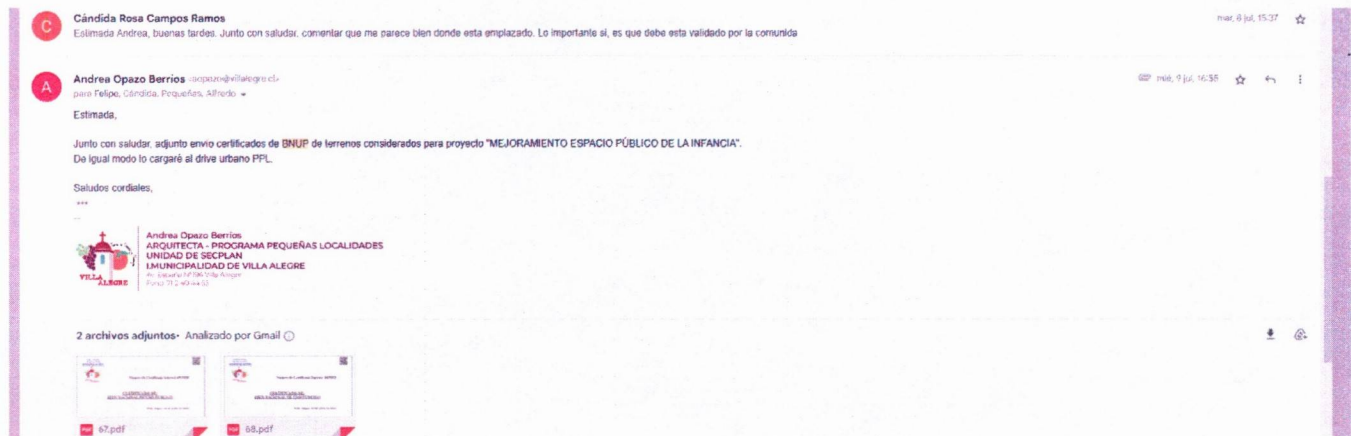 C
Cándida Rosa Campos Ramos
mar, 8 jul, 15:37
Estimada Andrea, buenas tardes. Junto con saludar, comentar que me parece bien donde esta emplazado. Lo importante si, es que debe esta validado por la comunida
A
Andrea Opazo Berríos
mié, 9 jul, 16:55
para Felipe, Cándida, Pequeñas, Alfredo
Estimada,
Junto con saludar, adjunto envio certificados de BNUP de terrenos considerados para proyecto "MEJORAMIENTO ESPACIO PÚBLICO DE LA INFANCIA".
De igual modo lo cargaré al drive urbano PPL.
Saludos cordiales,
...
--
VILLA ALEGRE
Andrea Opazo Berríos
ARQUITECTA - PROGRAMA PEQUEÑAS LOCALIDADES
UNIDAD DE SECPLAN
I.MUNICIPALIDAD DE VILLA ALEGRE
2 archivos adjuntos • Analizado por Gmail
PDF 67.pdf
PDF 68.pdf